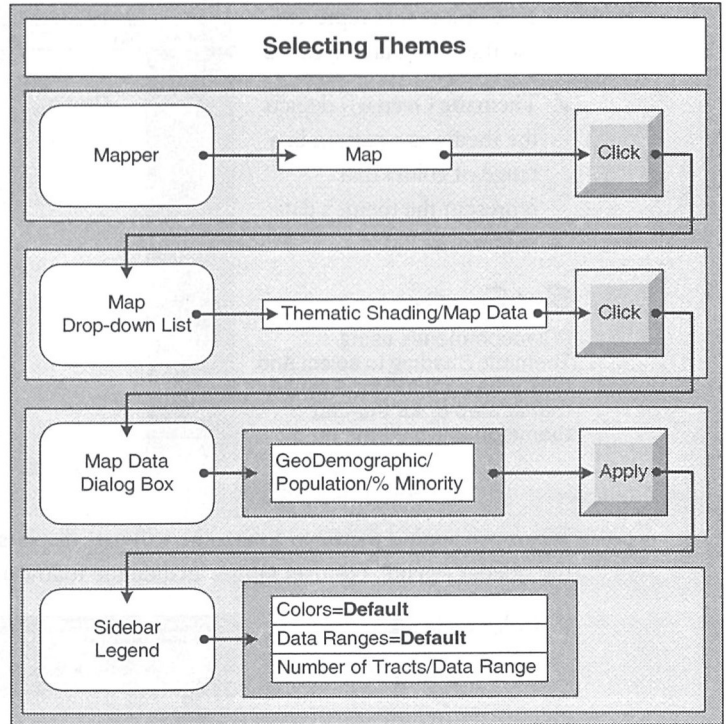 Selecting Themes
Mapper
Map
Click
Map
Drop-down List
Thematic Shading/Map Data
Click
Map Data
Dialog Box
GeoDemographic/
Population/% Minority
Apply
Sidebar
Legend
Colors=Default
Data Ranges=Default
Number of Tracts/Data Range